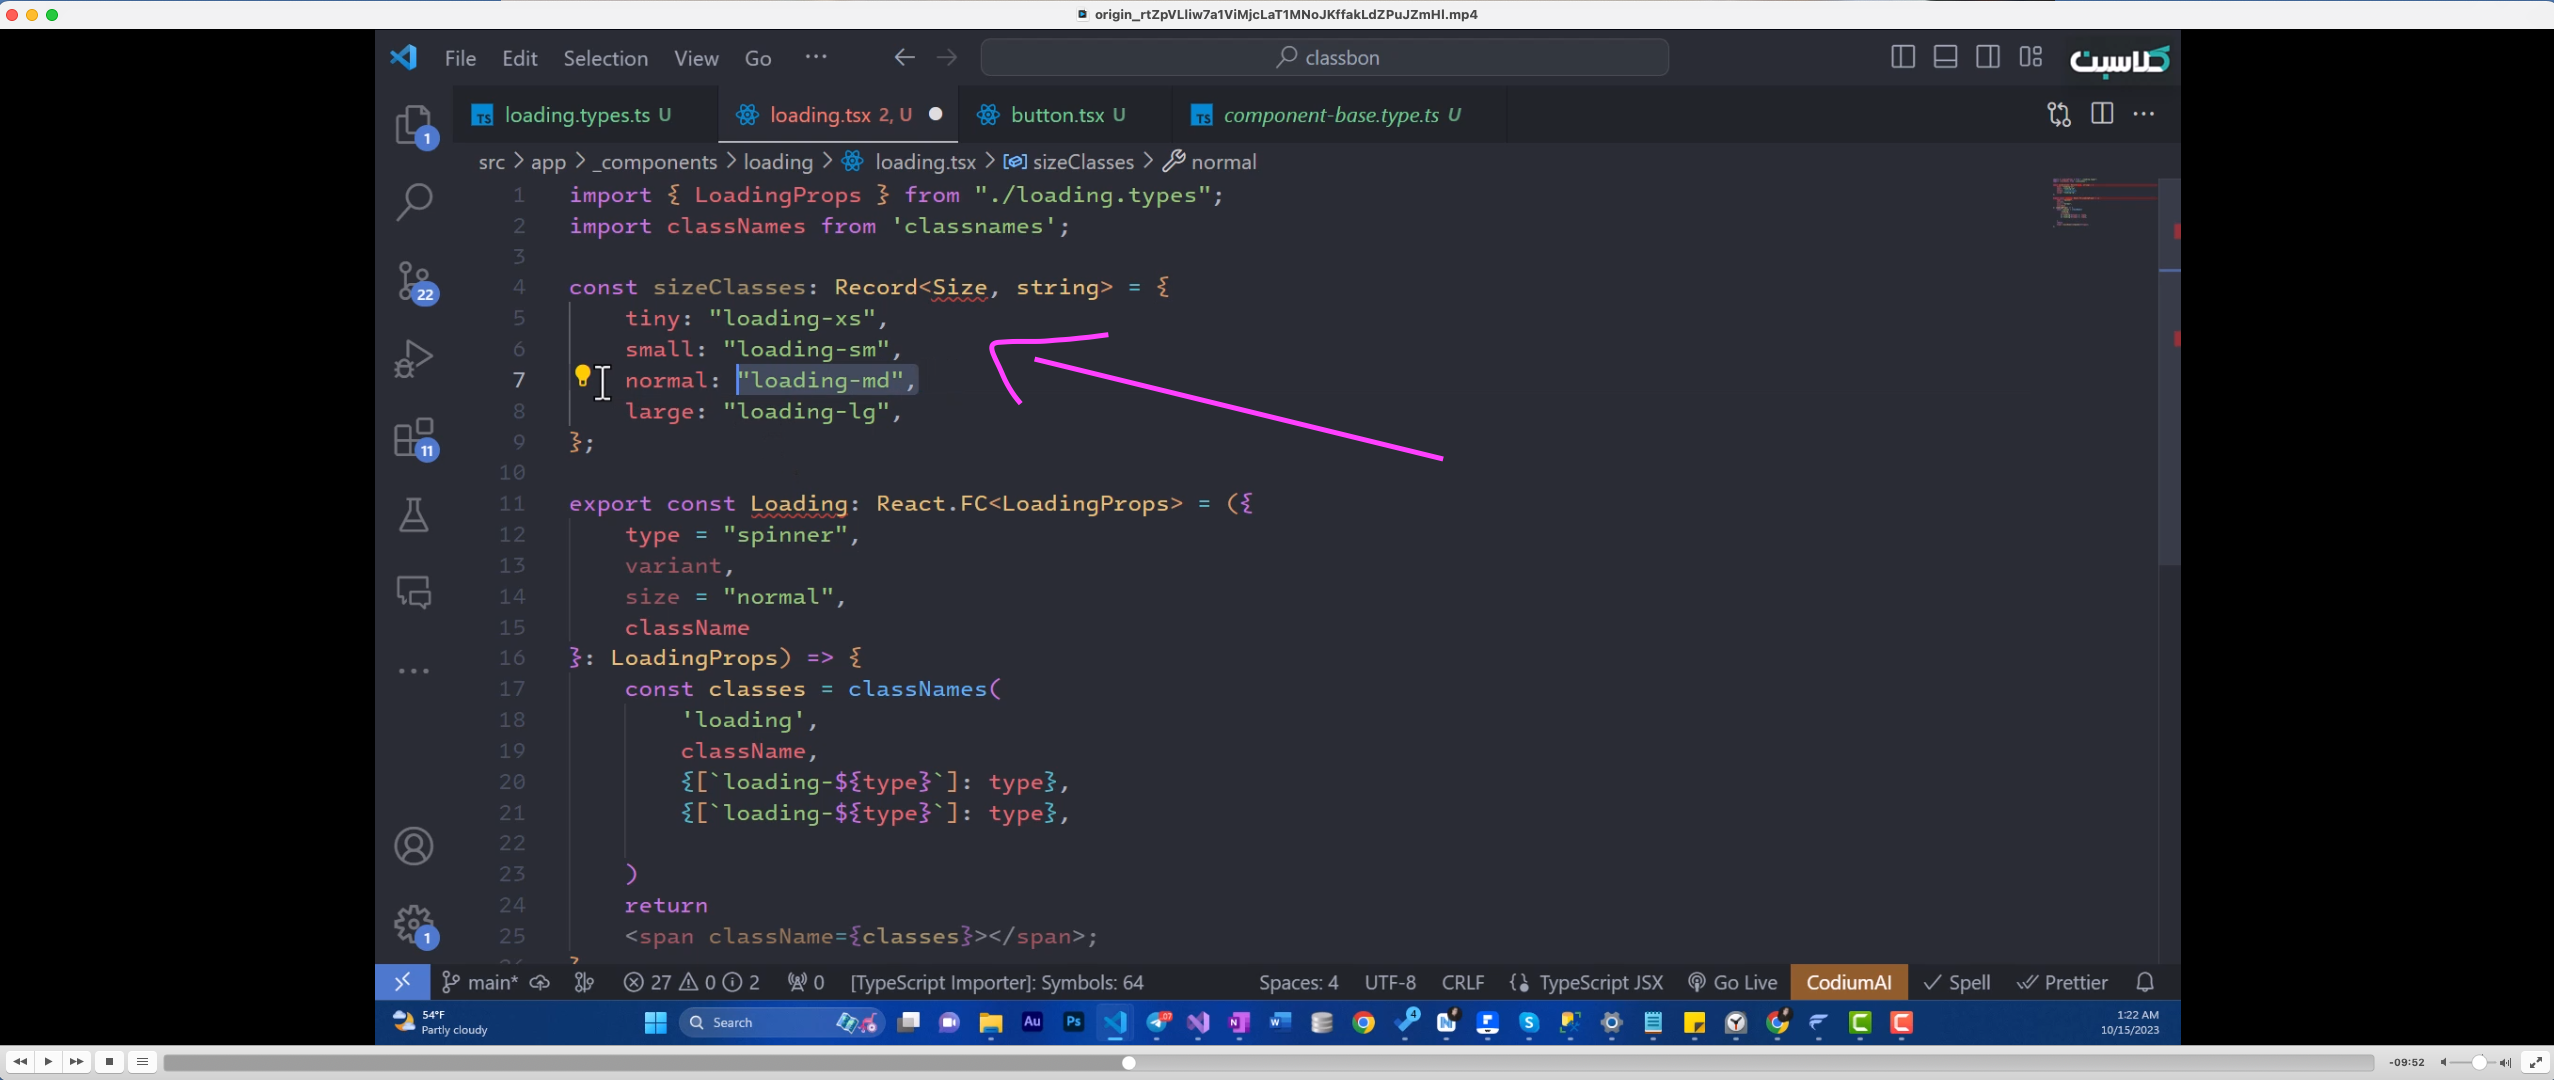 origin_rtZpVLliw7a1ViMjcLaT1MNoJKffakLdZPuJZmHl.mp4
File Edit Selection View Go ··· classbon
کلاسبن
loading.types.ts U loading.tsx 2, U button.tsx U component-base.type.ts U
src > app > _components > loading > loading.tsx > sizeClasses > normal
1 import { LoadingProps } from "./loading.types";
2 import classNames from 'classnames';
3
4 const sizeClasses: Record<Size, string> = {
5 tiny: "loading-xs",
6 small: "loading-sm",
7 normal: "loading-md",
8 large: "loading-lg",
9 };
10
11 export const Loading: React.FC<LoadingProps> = ({
12 type = "spinner",
13 variant,
14 size = "normal",
15 className
16 }: LoadingProps) => {
17 const classes = classNames(
18 'loading',
19 className,
20 {[`loading-${type}`]: type},
21 {[`loading-${type}`]: type},
22
23 )
24 return
25 <span className={classes}></span>;
1
22
11
1
main* 27 0 2 0 [TypeScript Importer]: Symbols: 64 Spaces: 4 UTF-8 CRLF TypeScript JSX Go Live CodiumAI Spell Prettier
54°F
Partly cloudy
Search
1:22 AM
10/15/2023
-09:52